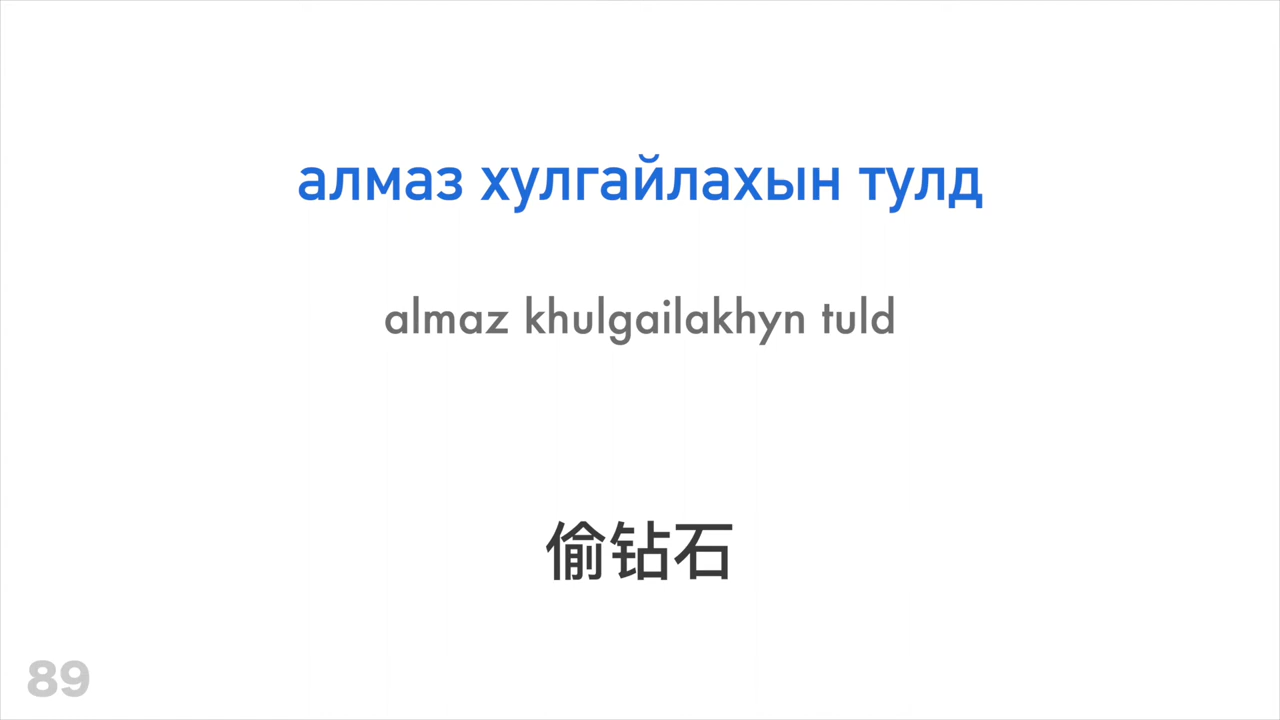 алмаз хулгайлахын тулд
almaz khulgailakhyn tuld
偷钻石
89